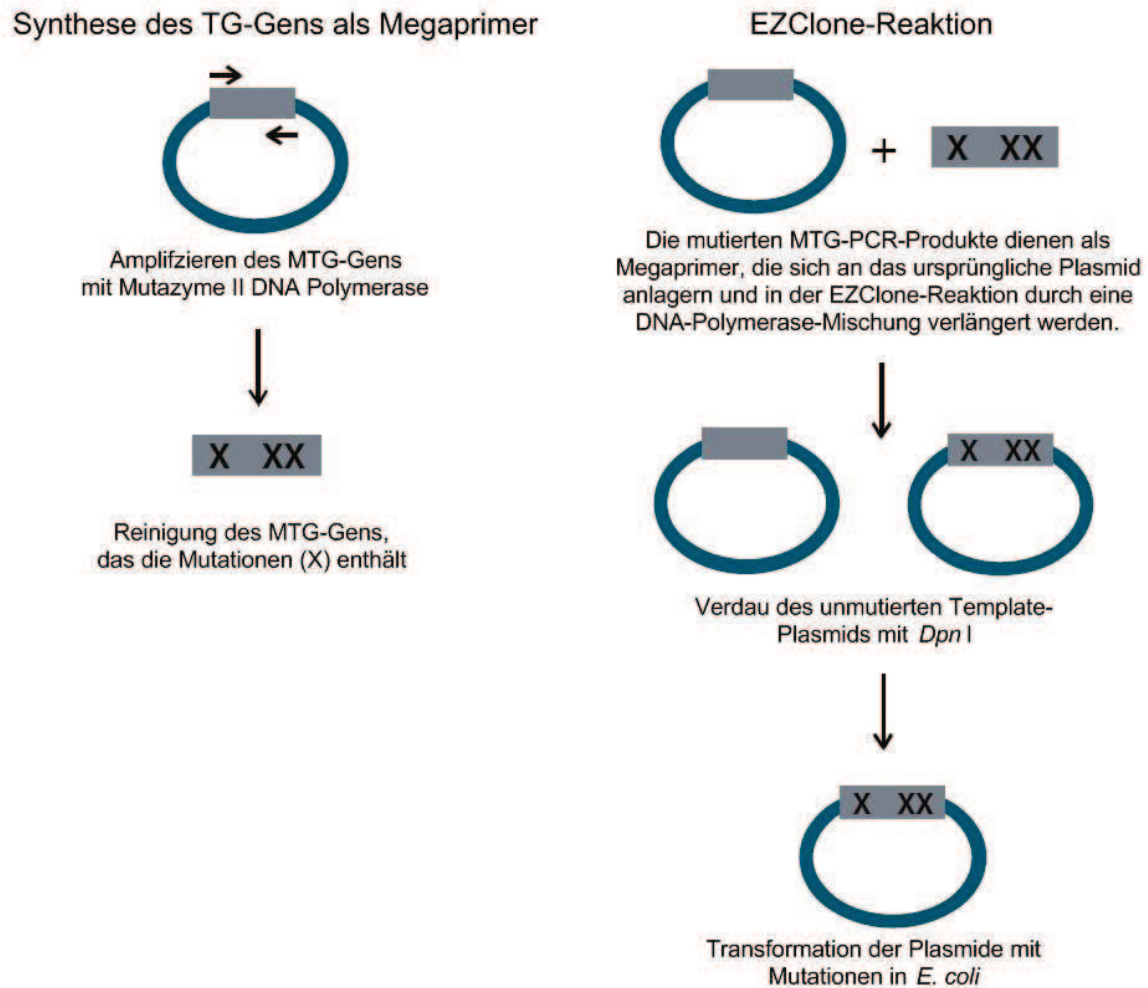 Synthese des TG-Gens als Megaprimer
Amplifzieren des MTG-Gens
mit Mutazyme II DNA Polymerase
X XX
Reinigung des MTG-Gens,
das die Mutationen (X) enthält
EZClone-Reaktion
+
X XX
Die mutierten MTG-PCR-Produkte dienen als
Megaprimer, die sich an das ursprüngliche Plasmid
anlagern und in der EZClone-Reaktion durch eine
DNA-Polymerase-Mischung verlängert werden.
X XX
Verdau des unmutierten Template-
Plasmids mit Dpn I
X XX
Transformation der Plasmide mit
Mutationen in E. coli